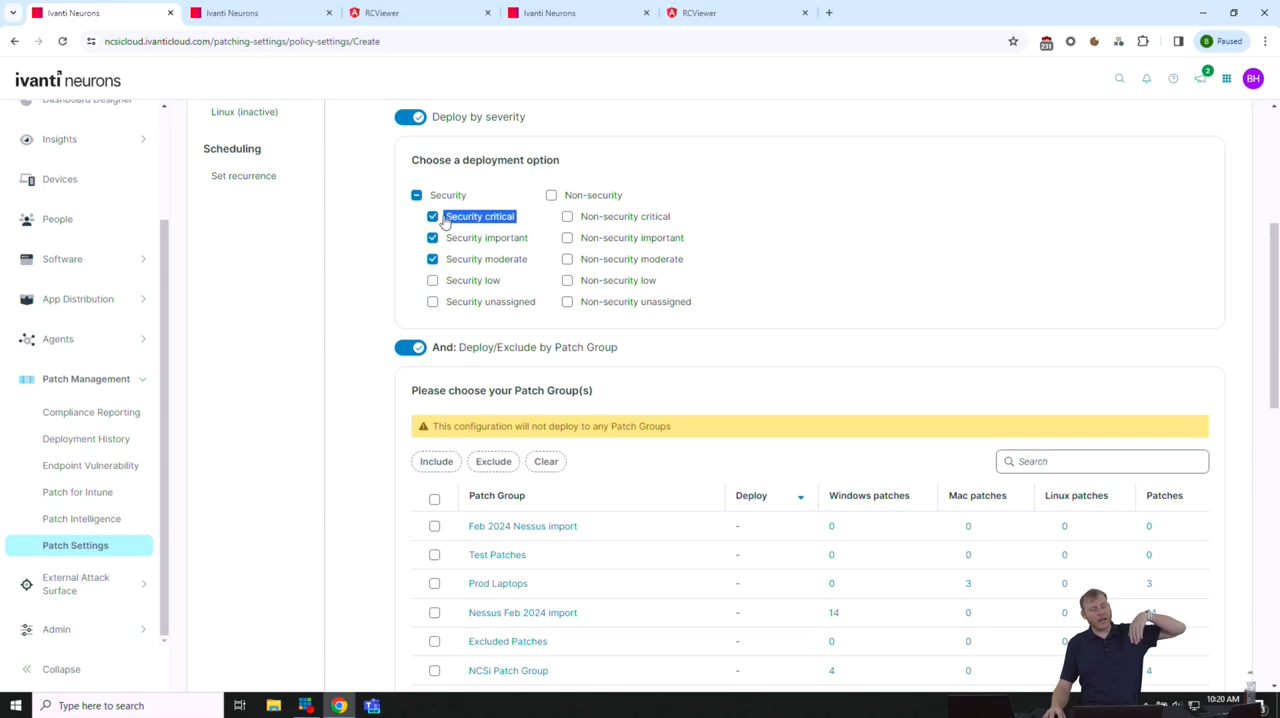 Ivanti Neurons
Ivanti Neurons
RCViewer
Ivanti Neurons
RCViewer
ncsicloud.ivanticloud.com/patching-settings/policy-settings/Create
231
B
Paused
ivanti neurons
2
BH
Dashboard Designer
Insights
Devices
People
Software
App Distribution
Agents
Patch Management
Compliance Reporting
Deployment History
Endpoint Vulnerability
Patch for Intune
Patch Intelligence
Patch Settings
External Attack
Surface
Admin
Collapse
Linux (inactive)
Scheduling
Set recurrence
Deploy by severity
Choose a deployment option
Security Non-security
Security critical Non-security critical
Security important Non-security important
Security moderate Non-security moderate
Security low Non-security low
Security unassigned Non-security unassigned
And: Deploy/Exclude by Patch Group
Please choose your Patch Group(s)
This configuration will not deploy to any Patch Groups
Include Exclude Clear Search
Patch Group Deploy Windows patches Mac patches Linux patches Patches
Feb 2024 Nessus import - 0 0 0 0
Test Patches - 0 0 0 0
Prod Laptops - 0 3 0 3
Nessus Feb 2024 import - 14 0 0
Excluded Patches - 0 0
NCSi Patch Group - 4 0 4
Type here to search
10:20 AM